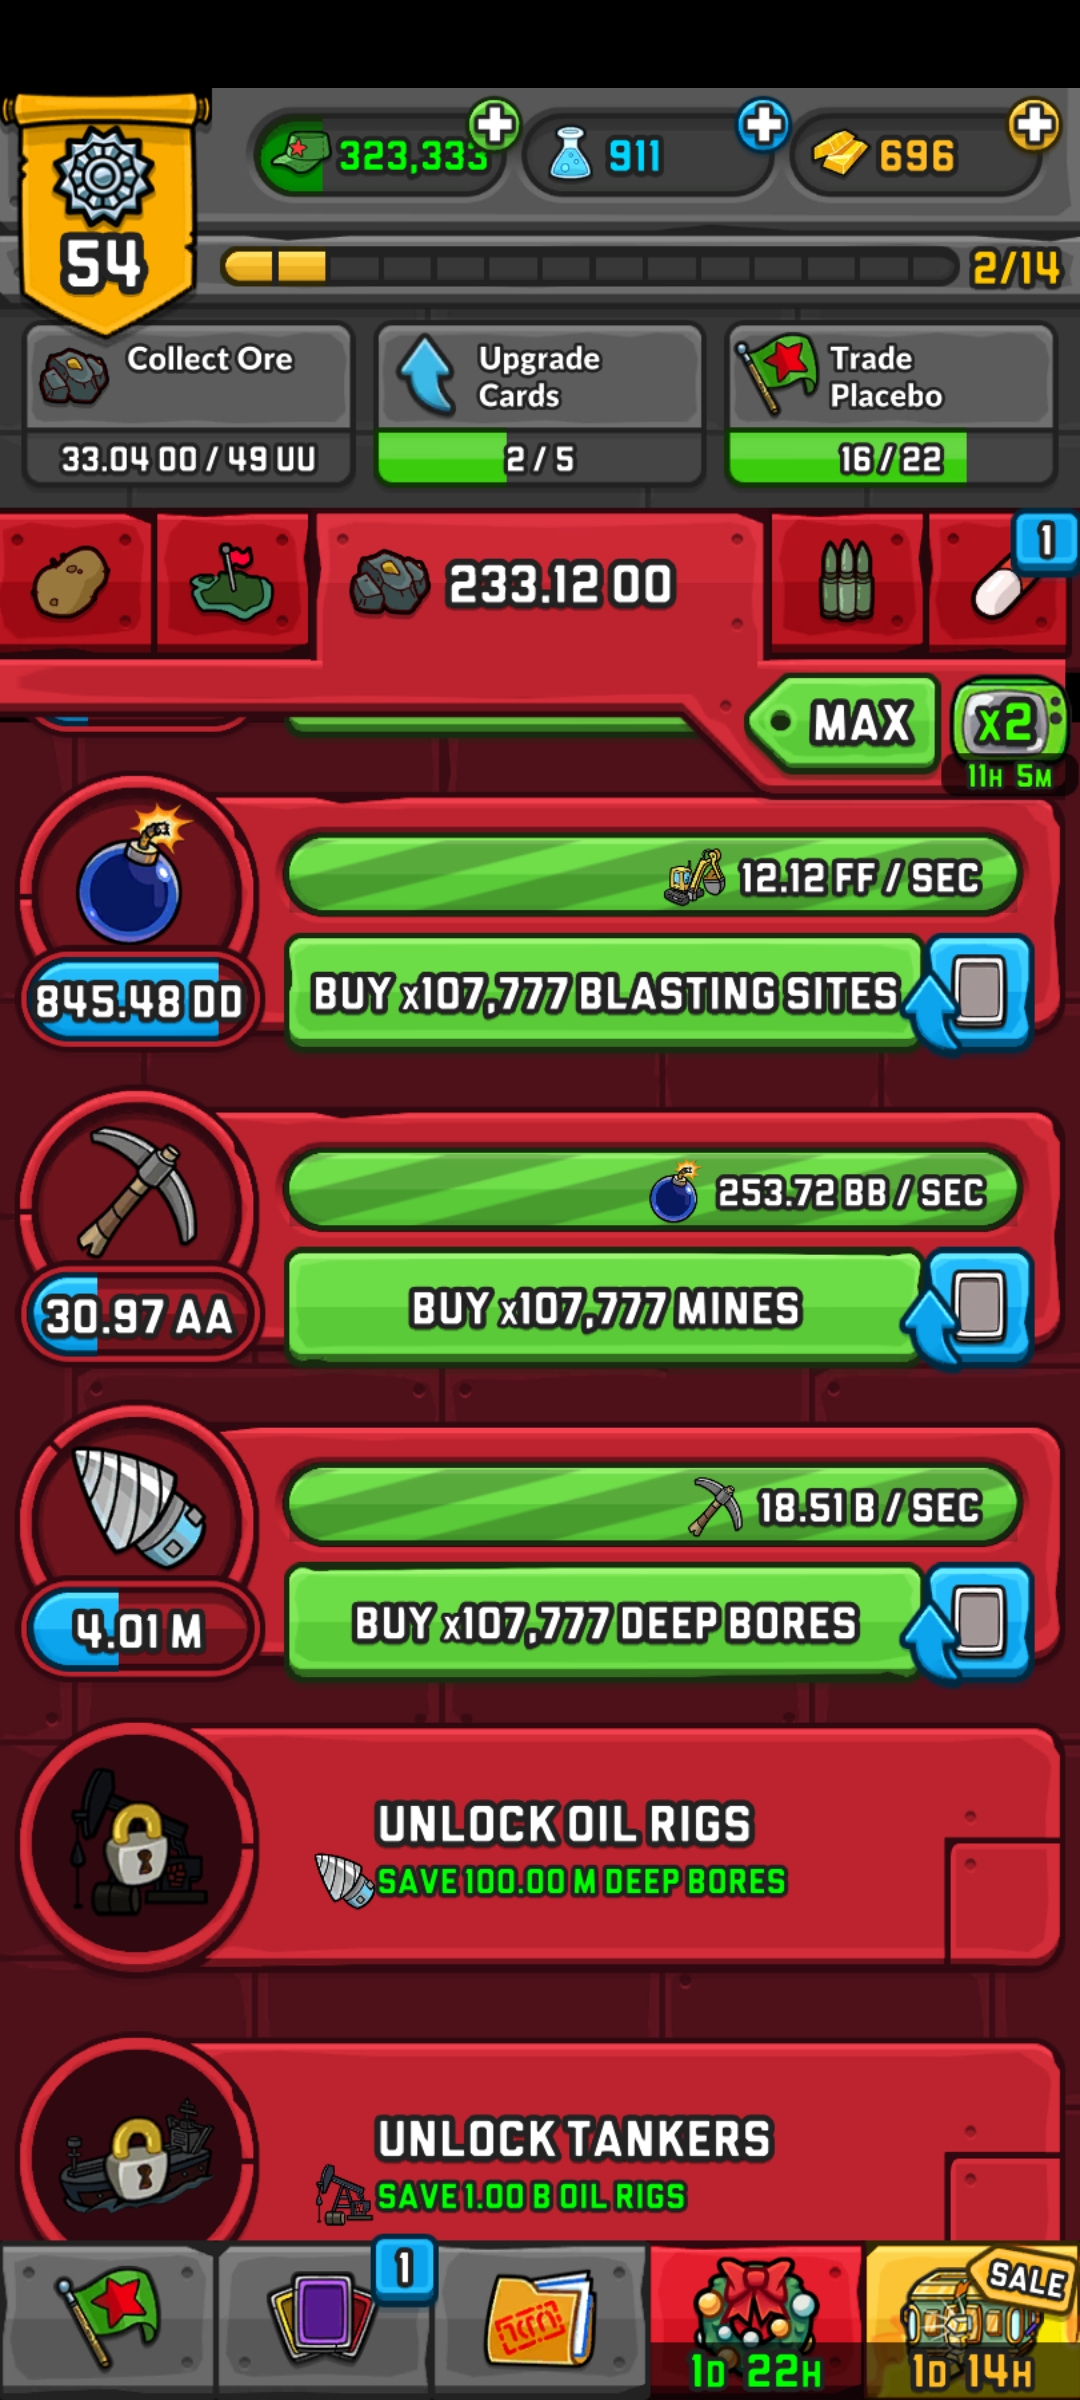 323,333
911
696
54
2/14
Collect Ore
33.04 OO / 49 UU
Upgrade
Cards
2 / 5
Trade
Placebo
16 / 22
233.12 OO
1
MAX
x2
11H 5M
12.12 FF / SEC
845.48 DD
BUY x107,777 BLASTING SITES
253.72 BB / SEC
30.97 AA
BUY x107,777 MINES
18.51 B / SEC
4.01 M
BUY x107,777 DEEP BORES
UNLOCK OIL RIGS
SAVE 100.00 M DEEP BORES
UNLOCK TANKERS
SAVE 1.00 B OIL RIGS
1
SALE
1D 22H
1D 14H